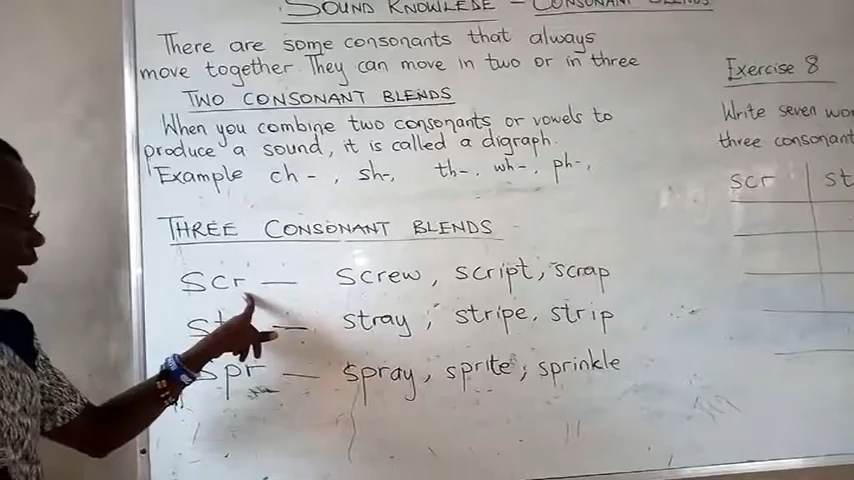 SOUND KNOWLEDGE – CONSONANT BLENDS
There are some consonants that always
move together. They can move in two or in three
TWO CONSONANT BLENDS
When you combine two consonants or vowels to
produce a sound, it is called a digraph.
Example ch- , sh-, th-, wh-, ph-,
THREE CONSONANT BLENDS
Scr — screw, script, scrap
— stray, stripe, strip
Spr — spray, sprite, sprinkle
Exercise 8
Write seven
three consonant
scr